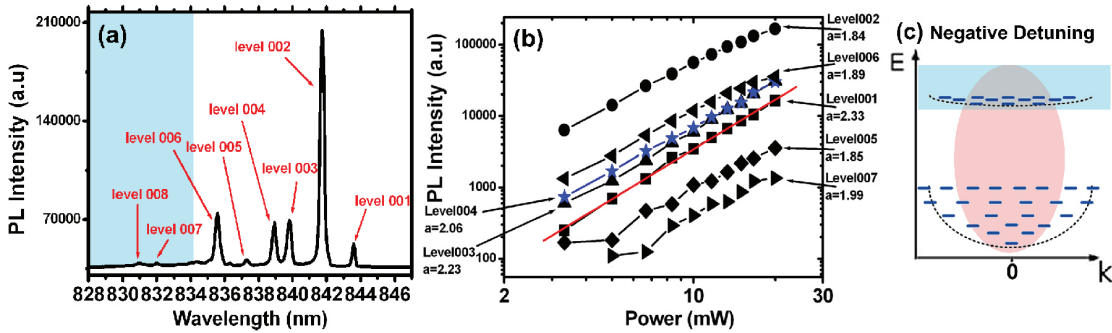 (a)
level 002
level 004
level 006
level 005
level 003
level 008
level 007
level 001
PL Intensity (a.u)
210000
140000
70000
828 830 832 834 836 838 840 842 844 846
Wavelength (nm)
(b)
PL Intensity (a.u)
100000
10000
1000
100
2 10 30
Power (mW)
Level002
a=1.84
Level006
a=1.89
Level001
a=2.33
Level005
a=1.85
Level007
a=1.99
Level004
a=2.06
Level003
a=2.23
(c) Negative Detuning
E
0
k